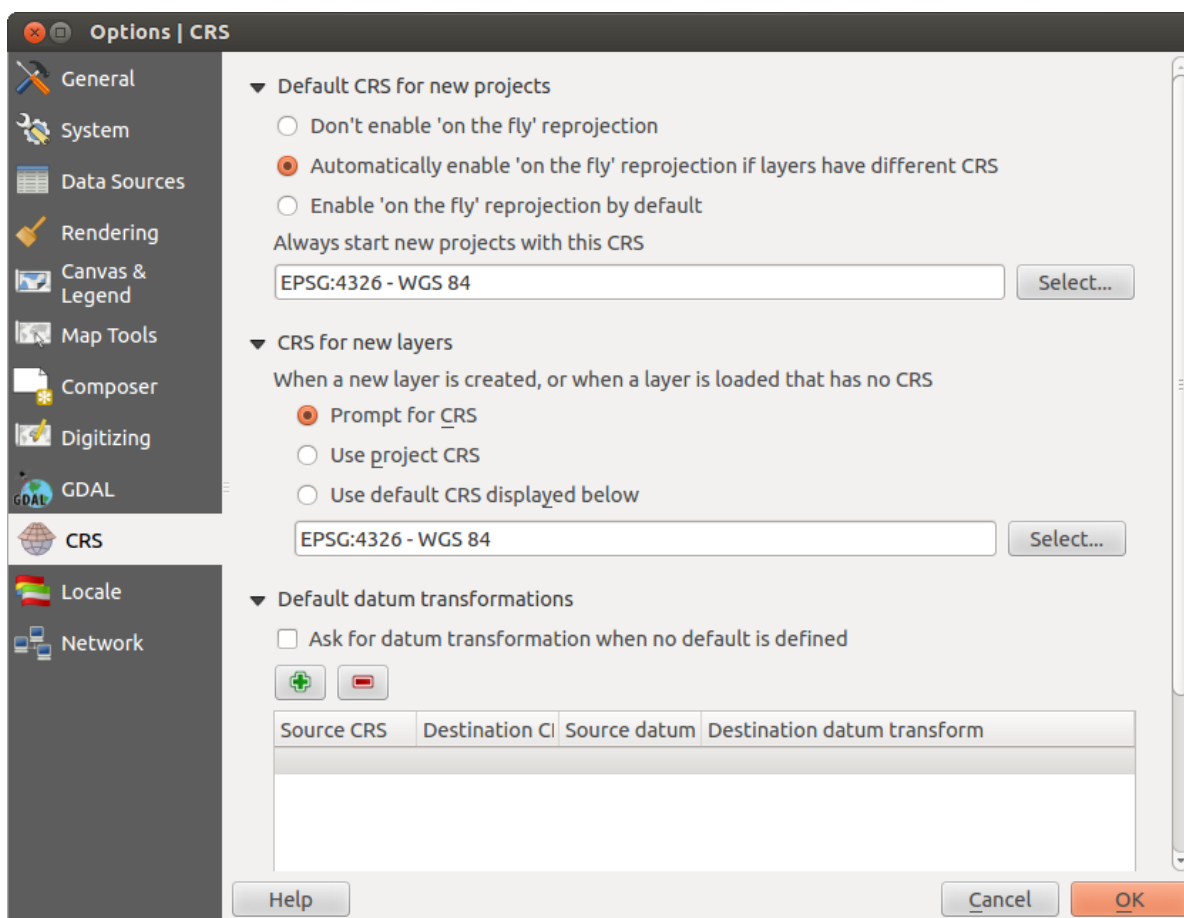 Options | CRS
General
System
Data Sources
Rendering
Canvas &
Legend
Map Tools
Composer
Digitizing
GDAL
GDAL
CRS
Locale
Network
Default CRS for new projects
Don't enable 'on the fly' reprojection
Automatically enable 'on the fly' reprojection if layers have different CRS
Enable 'on the fly' reprojection by default
Always start new projects with this CRS
EPSG:4326 - WGS 84 Select...
CRS for new layers
When a new layer is created, or when a layer is loaded that has no CRS
Prompt for CRS
Use project CRS
Use default CRS displayed below
EPSG:4326 - WGS 84 Select...
Default datum transformations
Ask for datum transformation when no default is defined
Source CRS Destination CI Source datum Destination datum transform
Help Cancel OK